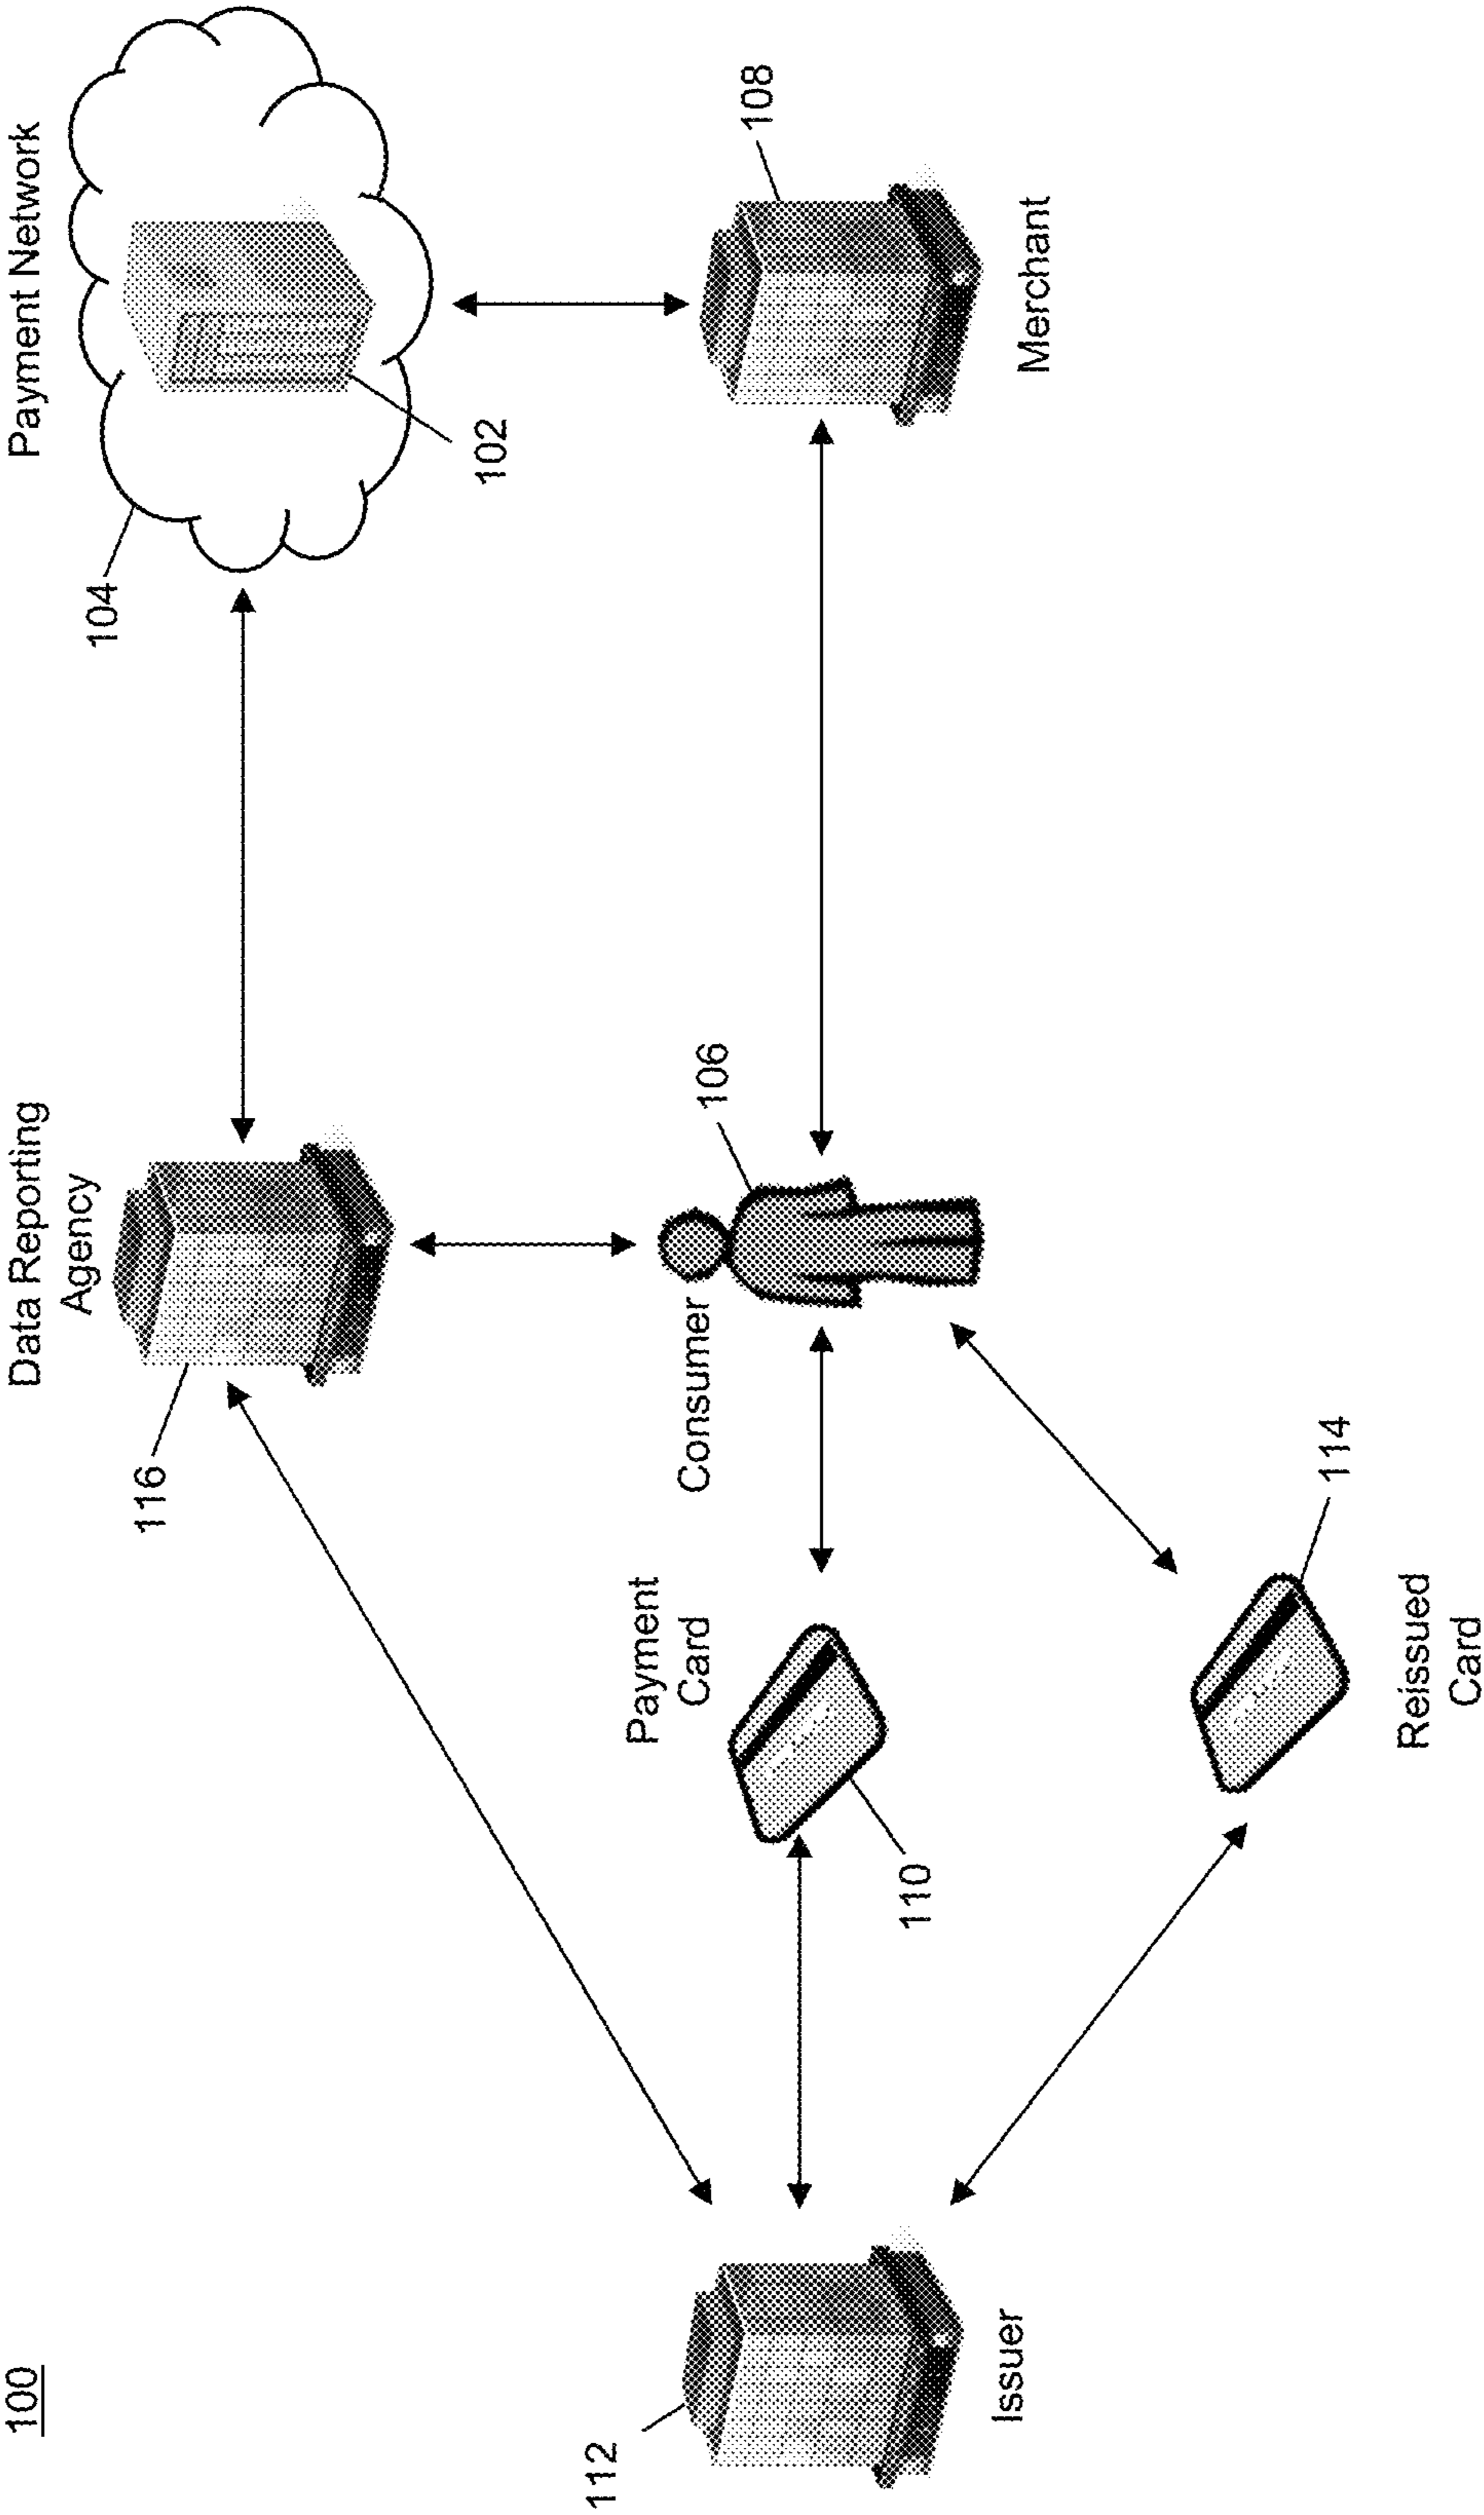 100
Data Reporting
Agency
Payment Network
104
116
102
106
108
Consumer
Payment
Card
112
110
Issuer
Merchant
114
Reissued
Card